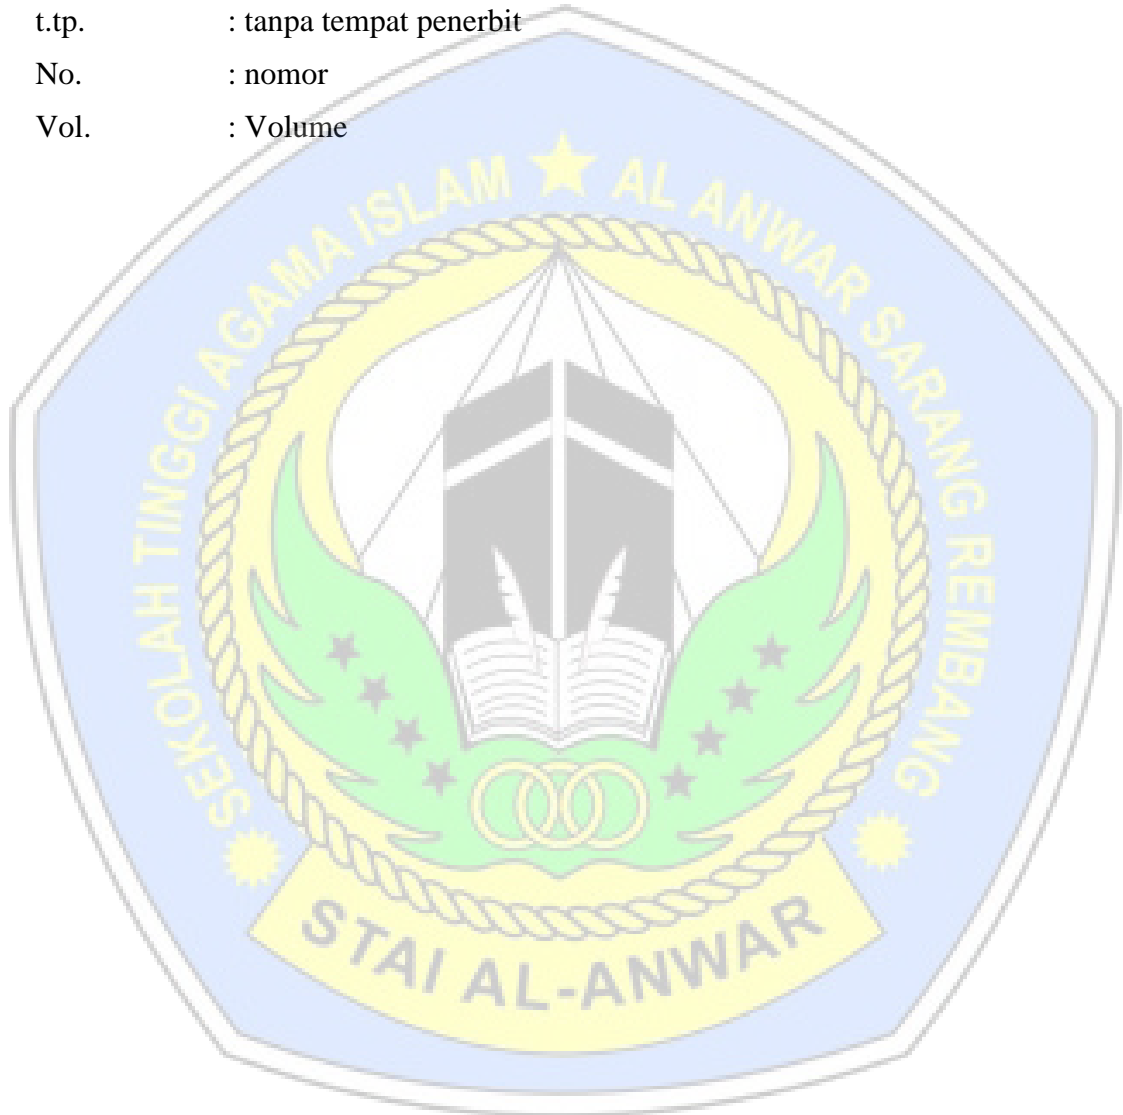 t.tp. : tanpa tempat penerbit
No. : nomor
Vol. : Volume
SEKOLAH TINGGI AGAMA ISLAM ★ AL ANWAR SARANG REMBANG
STAI AL-ANWAR